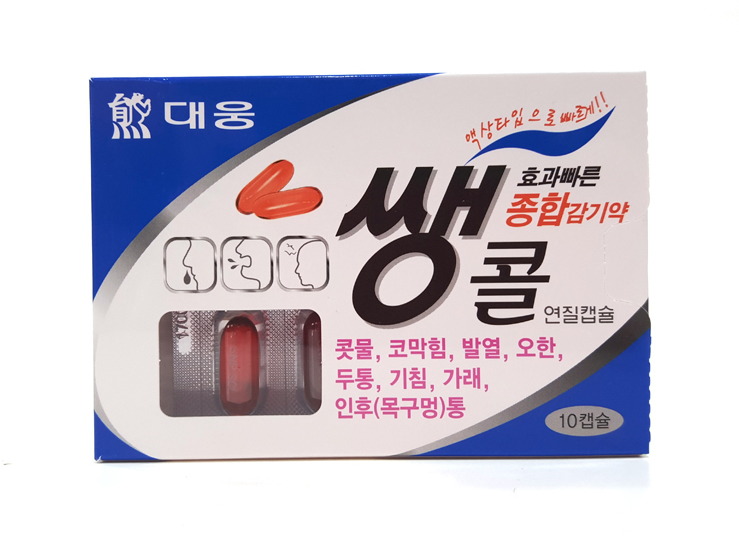 대웅
액상타입으로 빠르게!!
효과빠른
종합감기약
쌩콜
연질캡슐
콧물, 코막힘, 발열, 오한,
두통, 기침, 가래,
인후(목구멍)통
10캡슐